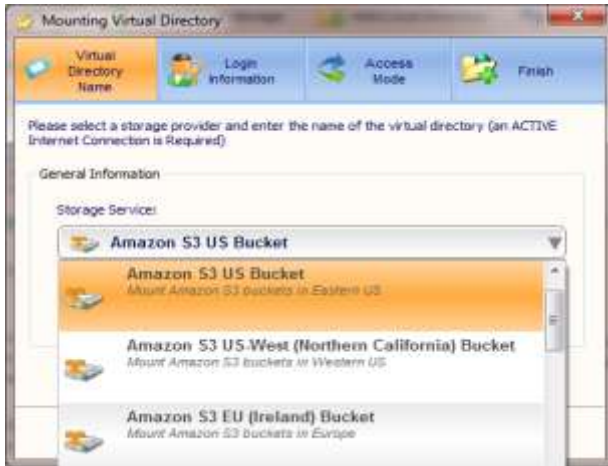 Mounting Virtual Directory
Virtual
Directory
Name
Login
Information
Access
Mode
Finish
Please select a storage provider and enter the name of the virtual directory (an ACTIVE
Internet Connection is Required)
General Information
Storage Service:
Amazon S3 US Bucket
Amazon S3 US Bucket
Mount Amazon S3 buckets in Eastern US
Amazon S3 US-West (Northern California) Bucket
Mount Amazon S3 buckets in Western US
Amazon S3 EU (Ireland) Bucket
Mount Amazon S3 buckets in Europe